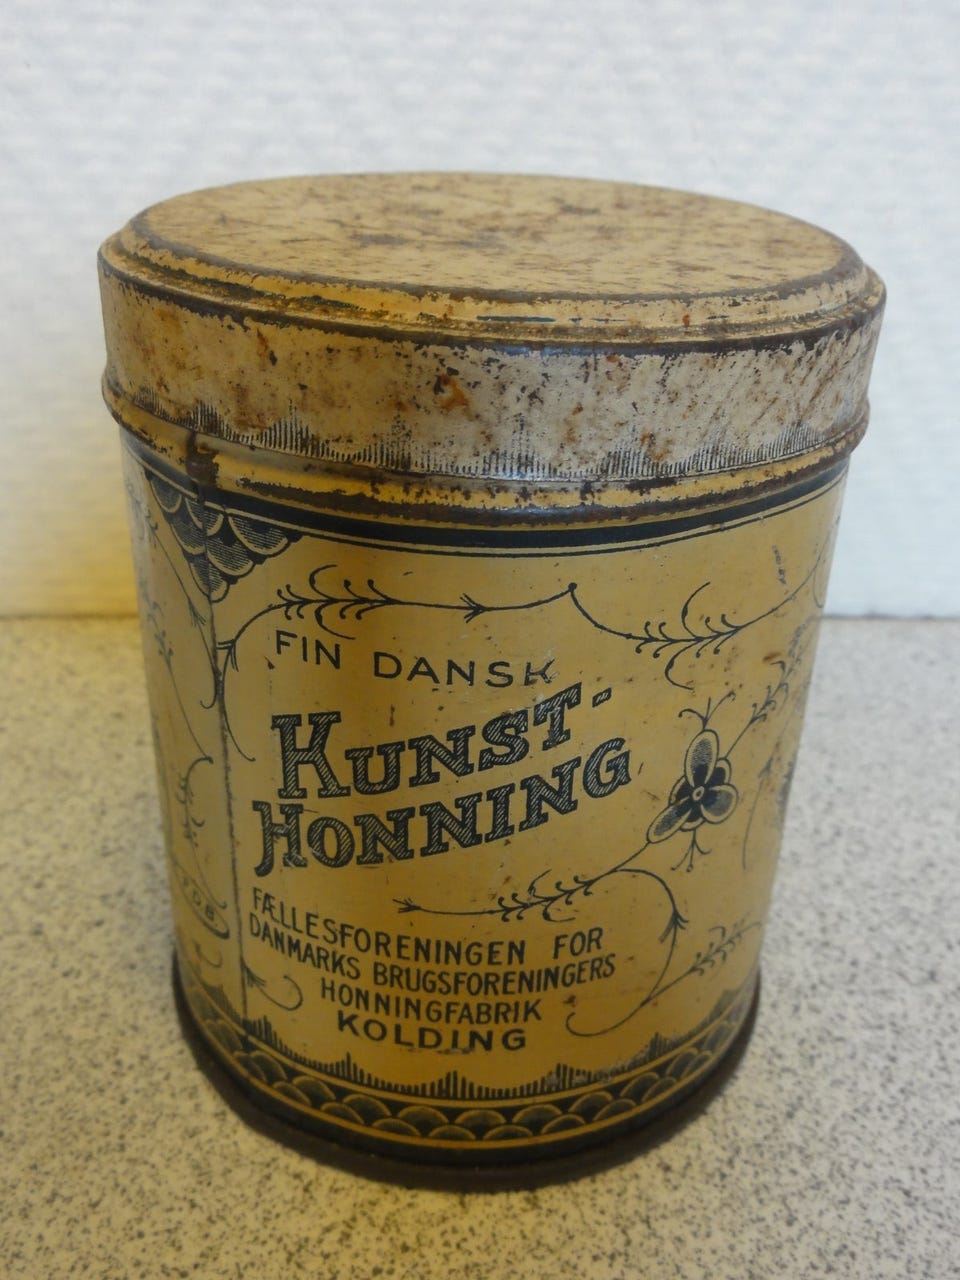 FIN DANSK
KUNST-
HONNING
FÆLLESFORENINGEN FOR
DANMARKS BRUGSFORENINGERS
HONNINGFABRIK
KOLDING